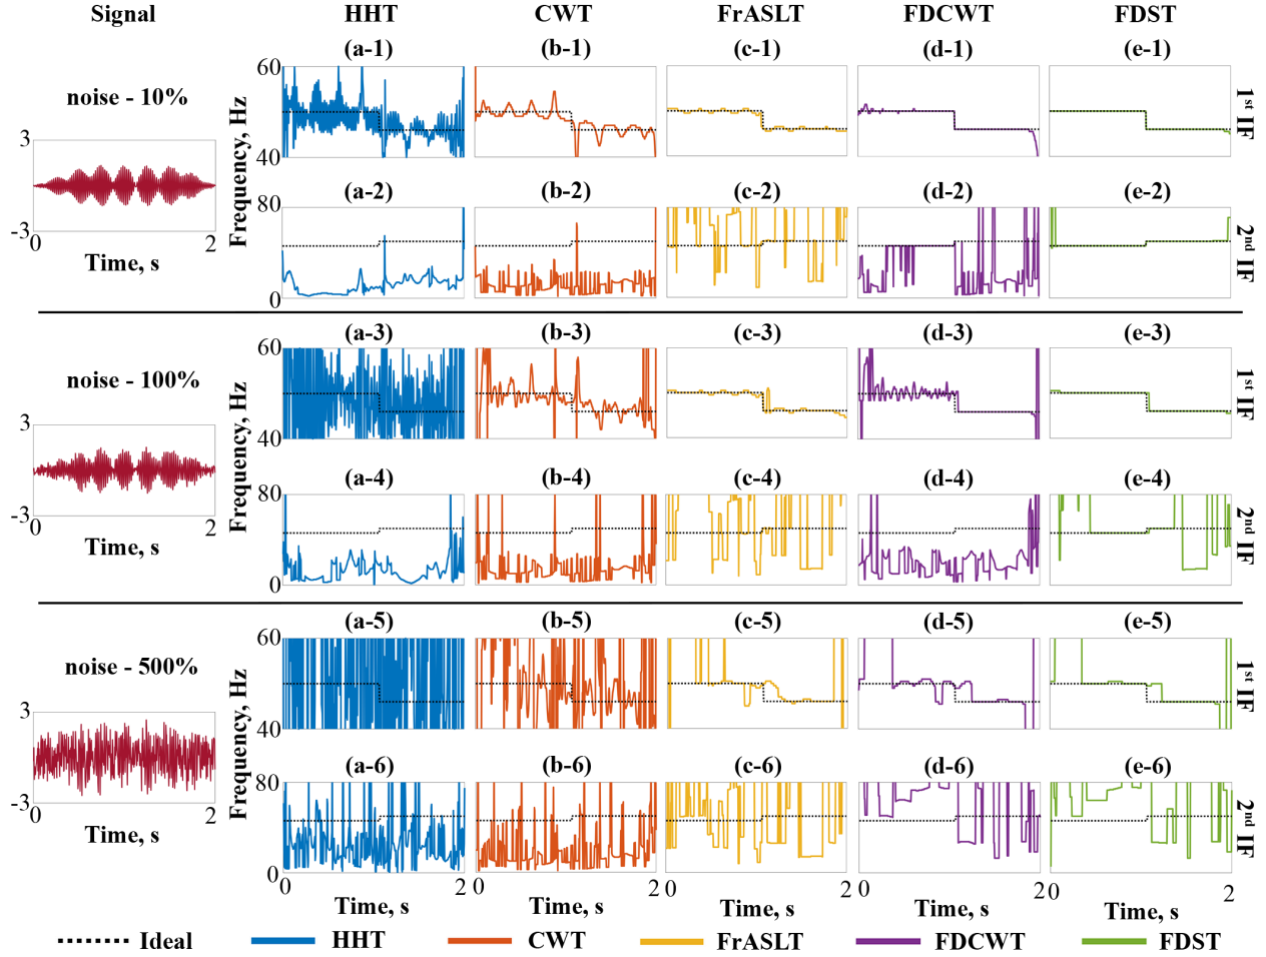 Signal HHT CWT FrASLT FDCWT FDST
(a-1) (b-1) (c-1) (d-1) (e-1)
noise - 10%
60
40
Frequency, Hz
1st IF
3
-3
0 2
Time, s
(a-2) (b-2) (c-2) (d-2) (e-2)
80
0
2nd IF
(a-3) (b-3) (c-3) (d-3) (e-3)
noise - 100%
60
40
Frequency, Hz
1st IF
3
-3
0 2
Time, s
(a-4) (b-4) (c-4) (d-4) (e-4)
80
0
2nd IF
(a-5) (b-5) (c-5) (d-5) (e-5)
noise - 500%
60
40
Frequency, Hz
1st IF
3
-3
0 2
Time, s
(a-6) (b-6) (c-6) (d-6) (e-6)
80
0
2nd IF
0 2 0 2 0 2 0 2 0 2
Time, s Time, s Time, s Time, s Time, s
Ideal HHT CWT FrASLT FDCWT FDST